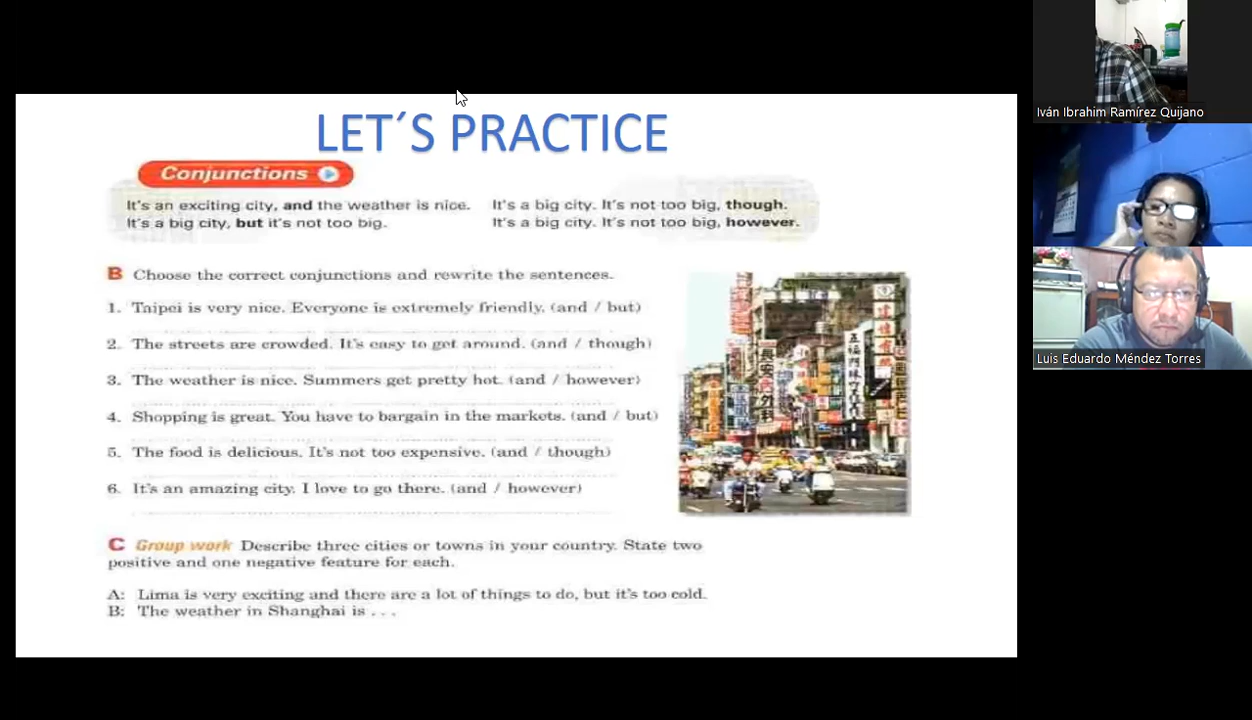 LET´S PRACTICE
Conjunctions
It's an exciting city, and the weather is nice.
It's a big city. It's not too big, though.
It's a big city, but it's not too big.
It's a big city. It's not too big, however.
B Choose the correct conjunctions and rewrite the sentences.
1. Taipei is very nice. Everyone is extremely friendly. (and / but)
2. The streets are crowded. It's easy to get around. (and / though)
3. The weather is nice. Summers get pretty hot. (and / however)
4. Shopping is great. You have to bargain in the markets. (and / but)
5. The food is delicious. It's not too expensive. (and / though)
6. It's an amazing city. I love to go there. (and / however)
C Group work Describe three cities or towns in your country. State two
positive and one negative feature for each.
A: Lima is very exciting and there are a lot of things to do, but it's too cold.
B: The weather in Shanghai is . . .
Iván Ibrahim Ramírez Quijano
Luis Eduardo Méndez Torres